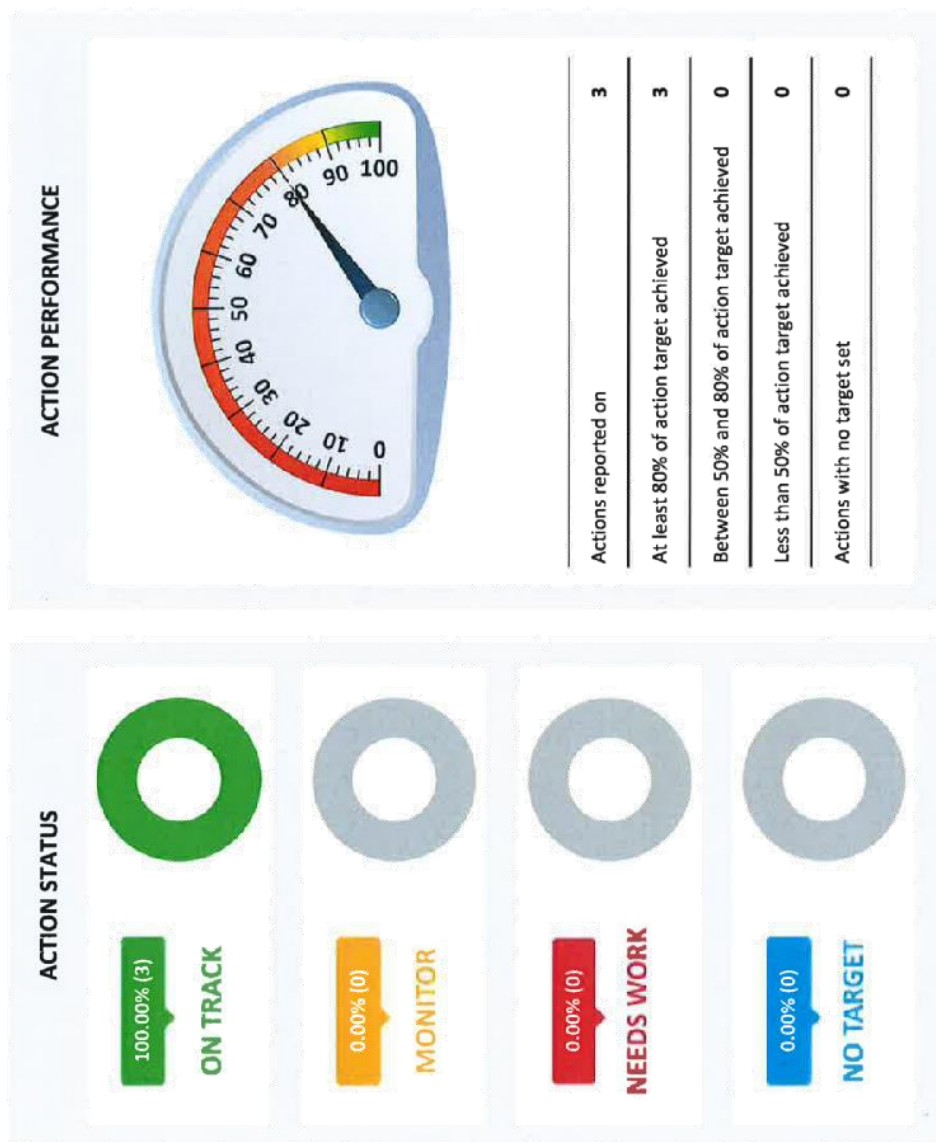 ACTION STATUS
100.00% (3)
ON TRACK
0.00% (0)
MONITOR
0.00% (0)
NEEDS WORK
0.00% (0)
NO TARGET
ACTION PERFORMANCE
0
10
20
30
40
50
60
70
80
90
100
Actions reported on 3
At least 80% of action target achieved 3
Between 50% and 80% of action target achieved 0
Less than 50% of action target achieved 0
Actions with no target set 0